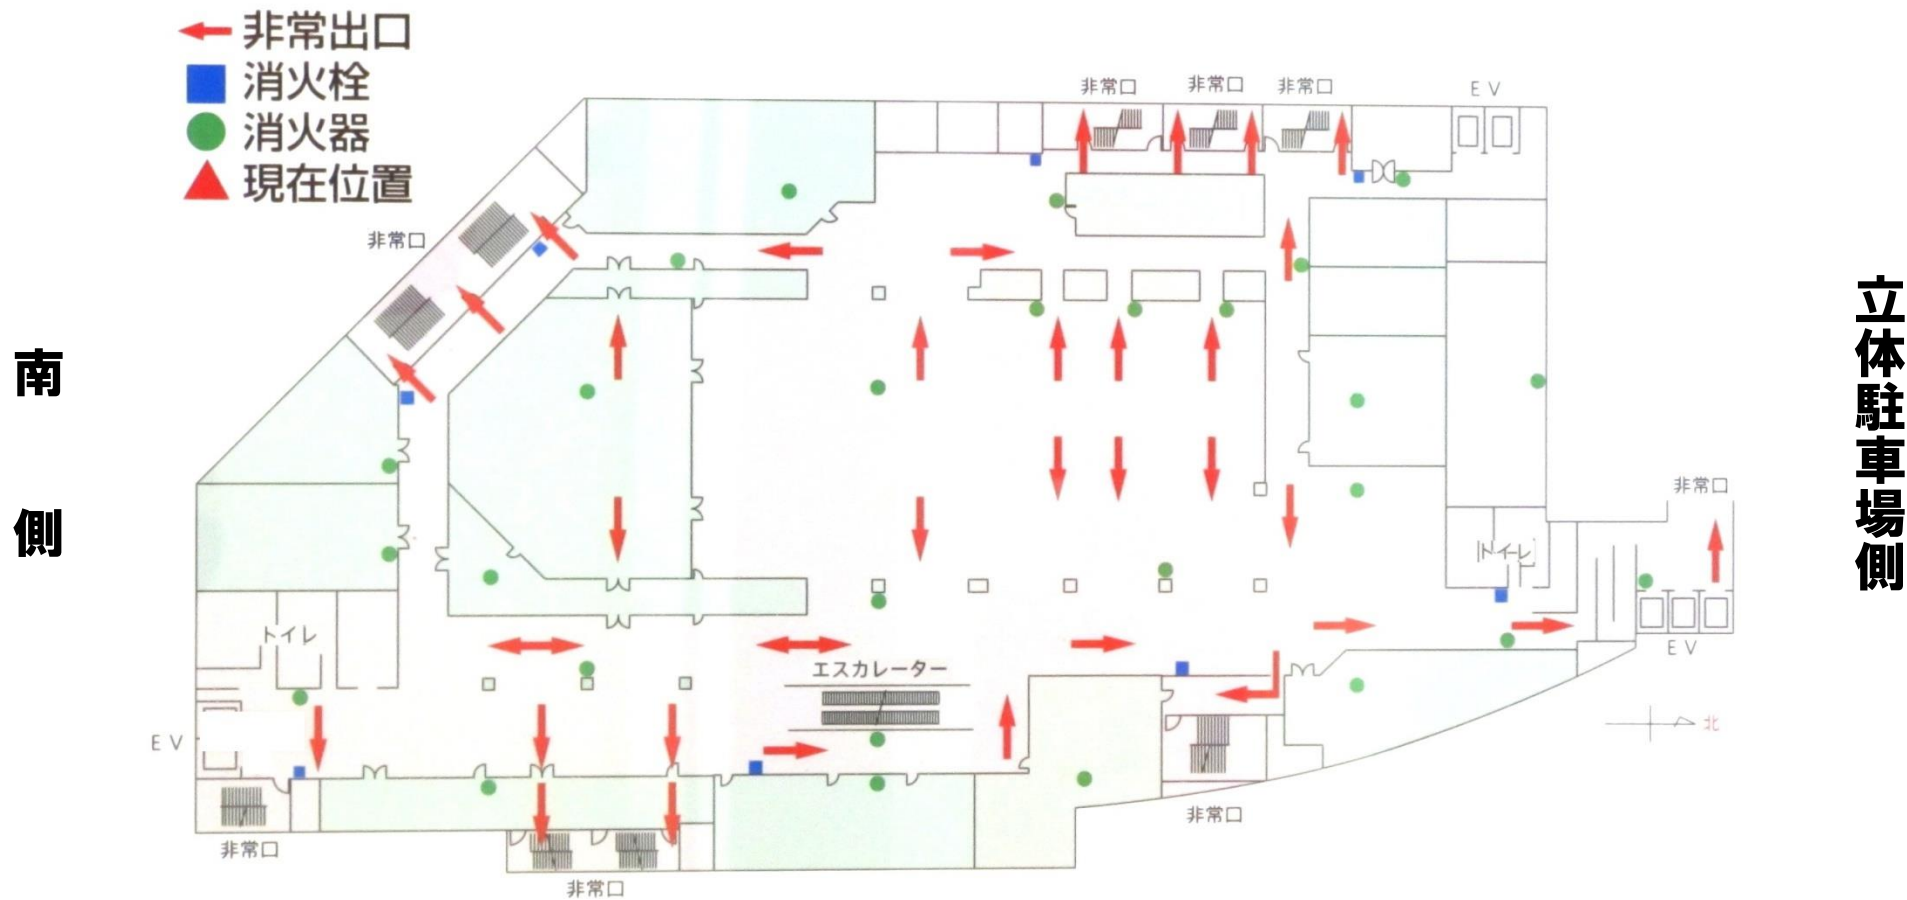 非常出口
消火栓
消火器
現在位置
非常口
非常口
非常口
EV
非常口
南側
立体駐車場側
非常口
トイレ
トイレ
エスカレーター
EV
EV
北
非常口
非常口
非常口